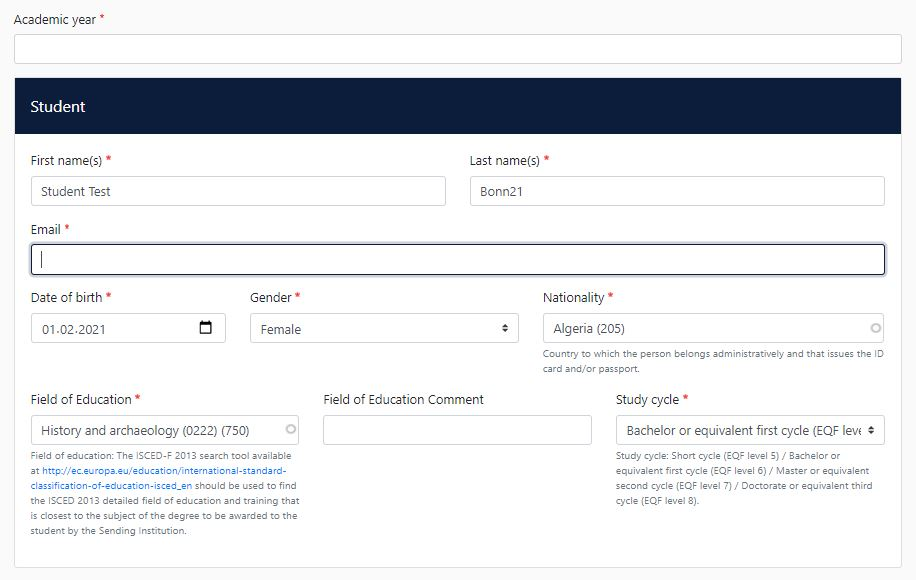 Academic year *
Student
First name(s) *
Last name(s) *
Student Test
Bonn21
Email *
Date of birth *
Gender *
Nationality *
01.02.2021
Female
Algeria (205)
Country to which the person belongs administratively and that issues the ID
card and/or passport.
Field of Education *
Field of Education Comment
Study cycle *
History and archaeology (0222) (750)
Bachelor or equivalent first cycle (EQF leve
Field of education: The ISCED-F 2013 search tool available
at http://ec.europa.eu/education/international-standard-
classification-of-education-isced_en should be used to find
the ISCED 2013 detailed field of education and training that
is closest to the subject of the degree to be awarded to the
student by the Sending Institution.
Study cycle: Short cycle (EQF level 5) / Bachelor or
equivalent first cycle (EQF level 6) / Master or equivalent
second cycle (EQF level 7) / Doctorate or equivalent third
cycle (EQF level 8).